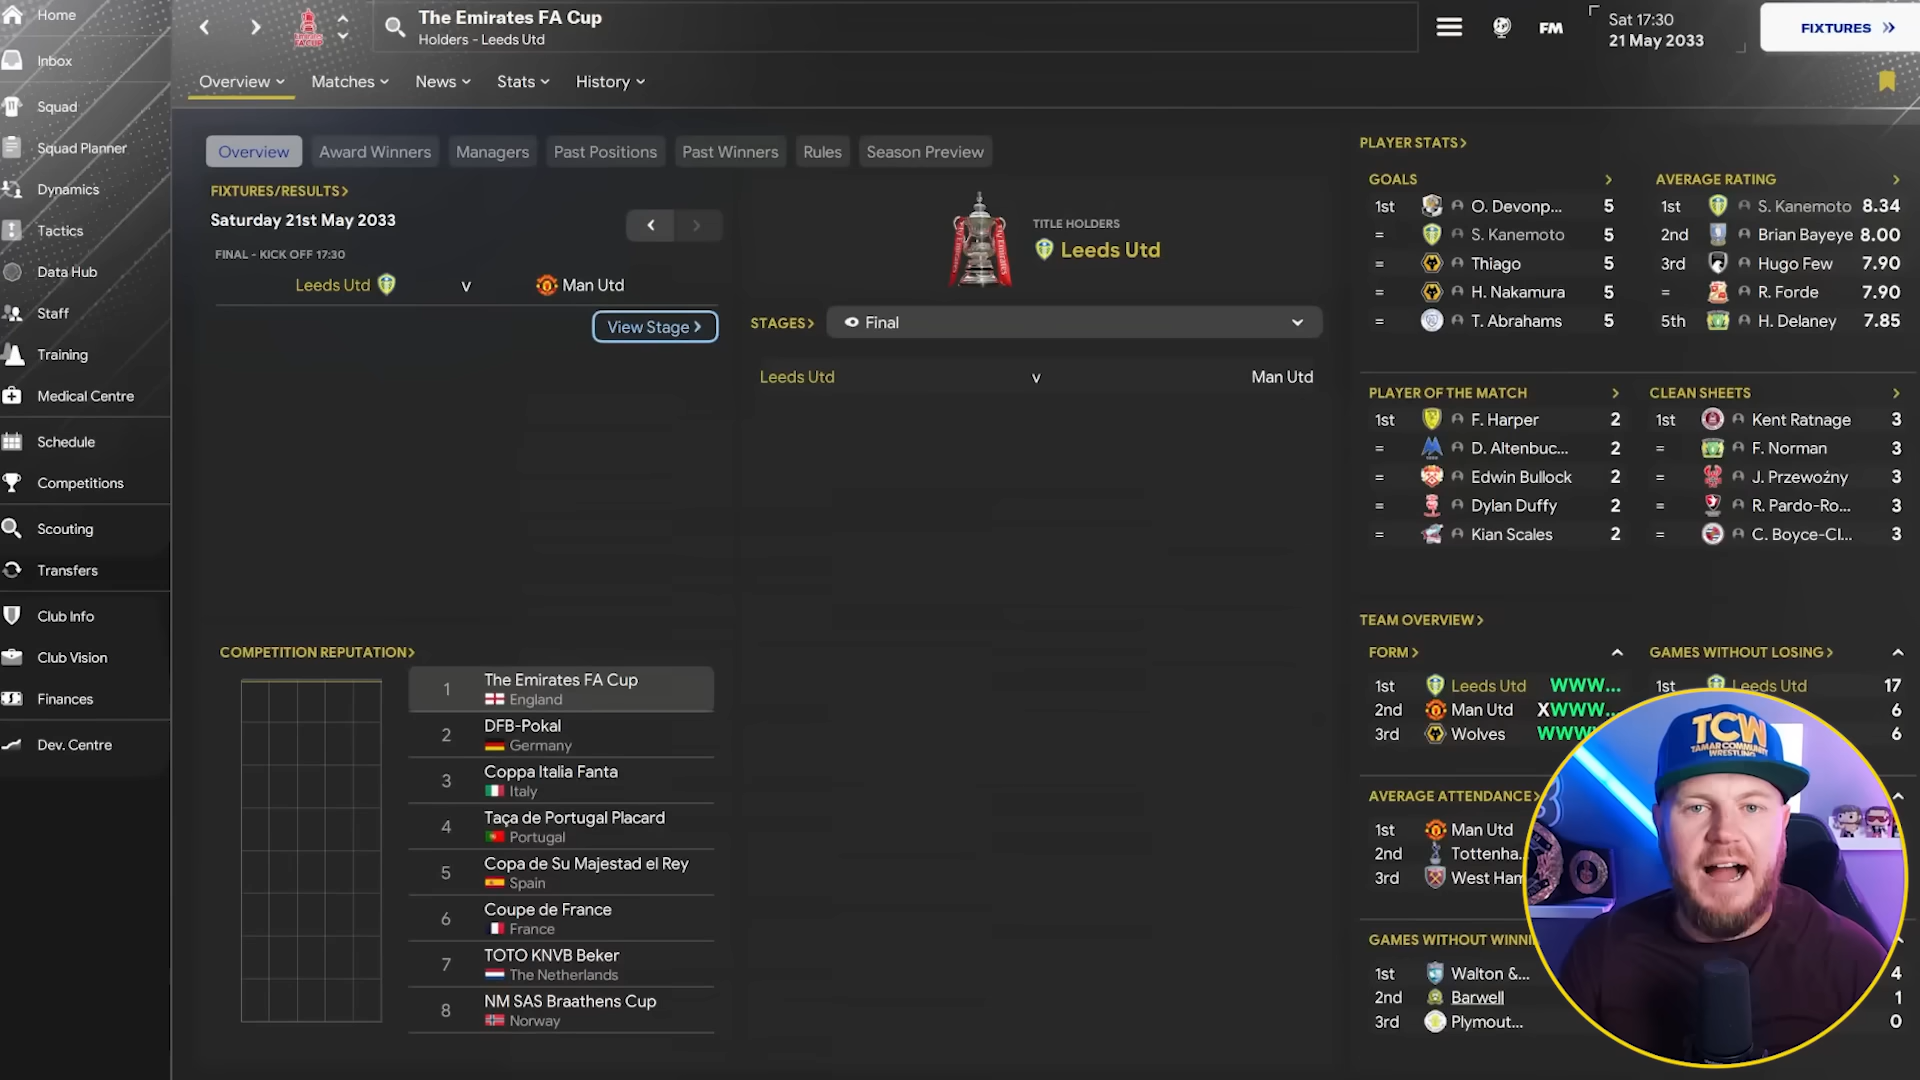 Home
Inbox
Squad
Squad Planner
Dynamics
Tactics
Data Hub
Staff
Training
Medical Centre
Schedule
Competitions
Scouting
Transfers
Club Info
Club Vision
Finances
Dev. Centre
The Emirates FA Cup
Holders - Leeds Utd
FM
Sat 17:30
21 May 2033
FIXTURES
Overview
Matches
News
Stats
History
Overview
Award Winners
Managers
Past Positions
Past Winners
Rules
Season Preview
FIXTURES/RESULTS>
Saturday 21st May 2033
FINAL - KICK OFF 17:30
Leeds Utd v Man Utd
View Stage >
TITLE HOLDERS
Leeds Utd
STAGES> Final
Leeds Utd v Man Utd
COMPETITION REPUTATION>
1 The Emirates FA Cup
England
2 DFB-Pokal
Germany
3 Coppa Italia Fanta
Italy
4 Taça de Portugal Placard
Portugal
5 Copa de Su Majestad el Rey
Spain
6 Coupe de France
France
7 TOTO KNVB Beker
The Netherlands
8 NM SAS Braathens Cup
Norway
PLAYER STATS>
GOALS >
1st O. Devonp... 5
= S. Kanemoto 5
= Thiago 5
= H. Nakamura 5
= T. Abrahams 5
AVERAGE RATING >
1st S. Kanemoto 8.34
2nd Brian Bayeye 8.00
3rd Hugo Few 7.90
= R. Forde 7.90
5th H. Delaney 7.85
PLAYER OF THE MATCH >
1st F. Harper 2
= D. Altenbuc... 2
= Edwin Bullock 2
= Dylan Duffy 2
= Kian Scales 2
CLEAN SHEETS >
1st Kent Ratnage 3
= F. Norman 3
= J. Przewoźny 3
= R. Pardo-Ro... 3
= C. Boyce-Cl... 3
TEAM OVERVIEW>
FORM>
1st Leeds Utd WWW...
2nd Man Utd XWWW...
3rd Wolves WWW
GAMES WITHOUT LOSING>
1st Leeds Utd 17
6
6
AVERAGE ATTENDANCE>
1st Man Utd
2nd Tottenha...
3rd West Ham
GAMES WITHOUT WINNI
1st Walton &... 4
2nd Barwell 1
3rd Plymout... 0
TCW
TAMAR COMMUNITY
WRESTLING